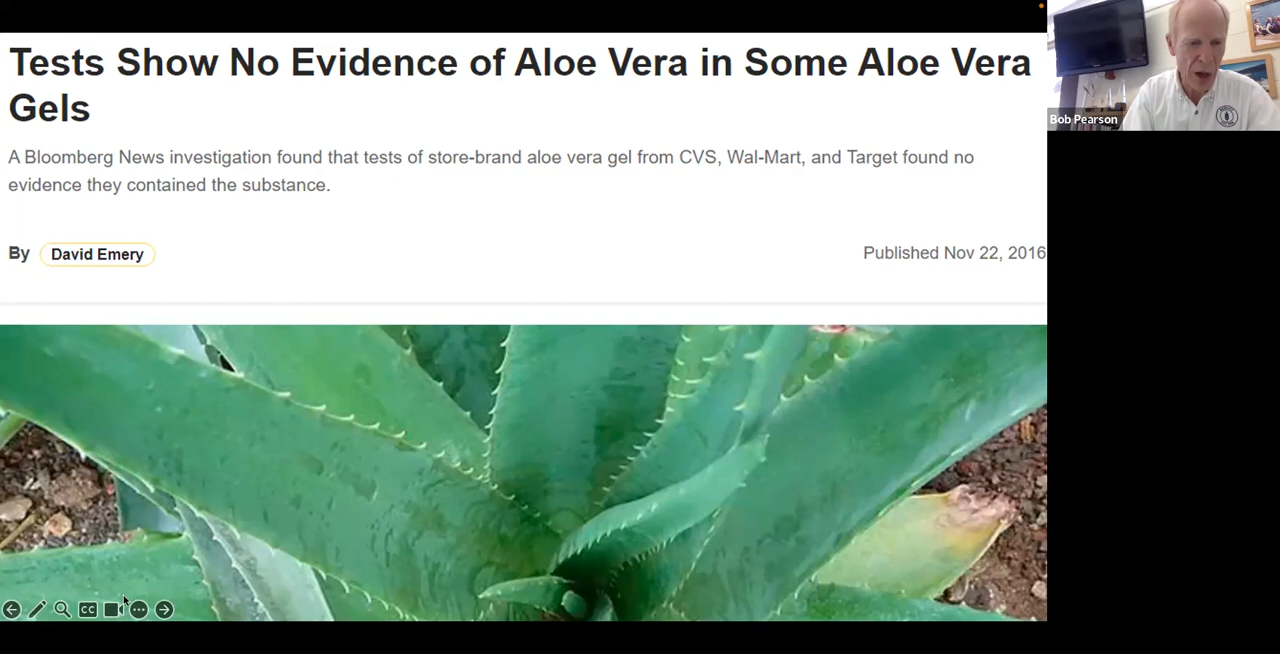 Tests Show No Evidence of Aloe Vera in Some Aloe Vera
Gels
A Bloomberg News investigation found that tests of store-brand aloe vera gel from CVS, Wal-Mart, and Target found no
evidence they contained the substance.
By David Emery
Published Nov 22, 2016
Bob Pearson
CC